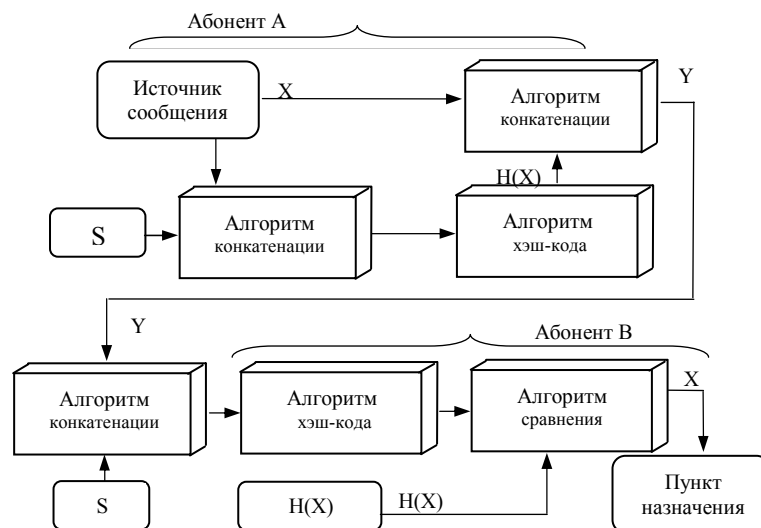 Абонент А
Источник
сообщения
X
Алгоритм
конкатенации
Y
H(X)
S
Алгоритм
конкатенации
Алгоритм
хэш-кода
Y
Абонент В
Алгоритм
конкатенации
Алгоритм
хэш-кода
Алгоритм
сравнения
X
S
H(X)
H(X)
Пункт
назначения